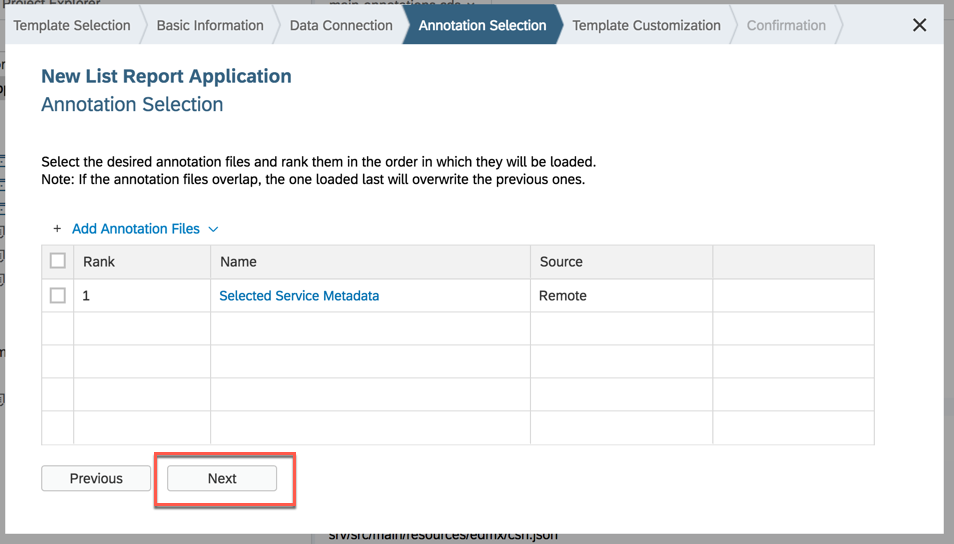 Project Explorer
Template Selection
Basic Information
Data Connection
Annotation Selection
Template Customization
Confirmation
New List Report Application
Annotation Selection
Select the desired annotation files and rank them in the order in which they will be loaded.
Note: If the annotation files overlap, the one loaded last will overwrite the previous ones.
+ Add Annotation Files
Rank Name Source
1 Selected Service Metadata Remote
Previous Next
srv/src/main/resources/edmx/csn.json